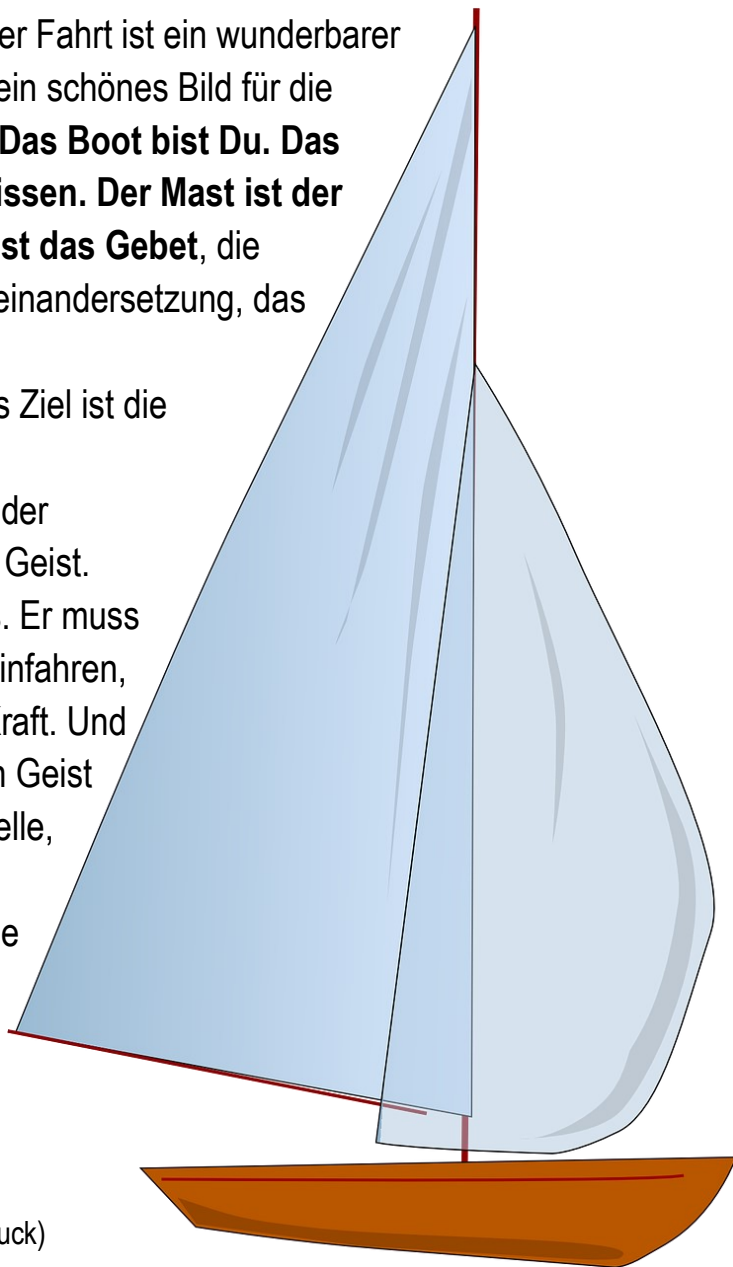 er Fahrt ist ein wunderbarer
ein schönes Bild für die
Das Boot bist Du. Das
issen. Der Mast ist der
st das Gebet, die
einandersetzung, das
s Ziel ist die
der
Geist.
. Er muss
infahren,
Kraft. Und
n Geist
elle,
e
uck)